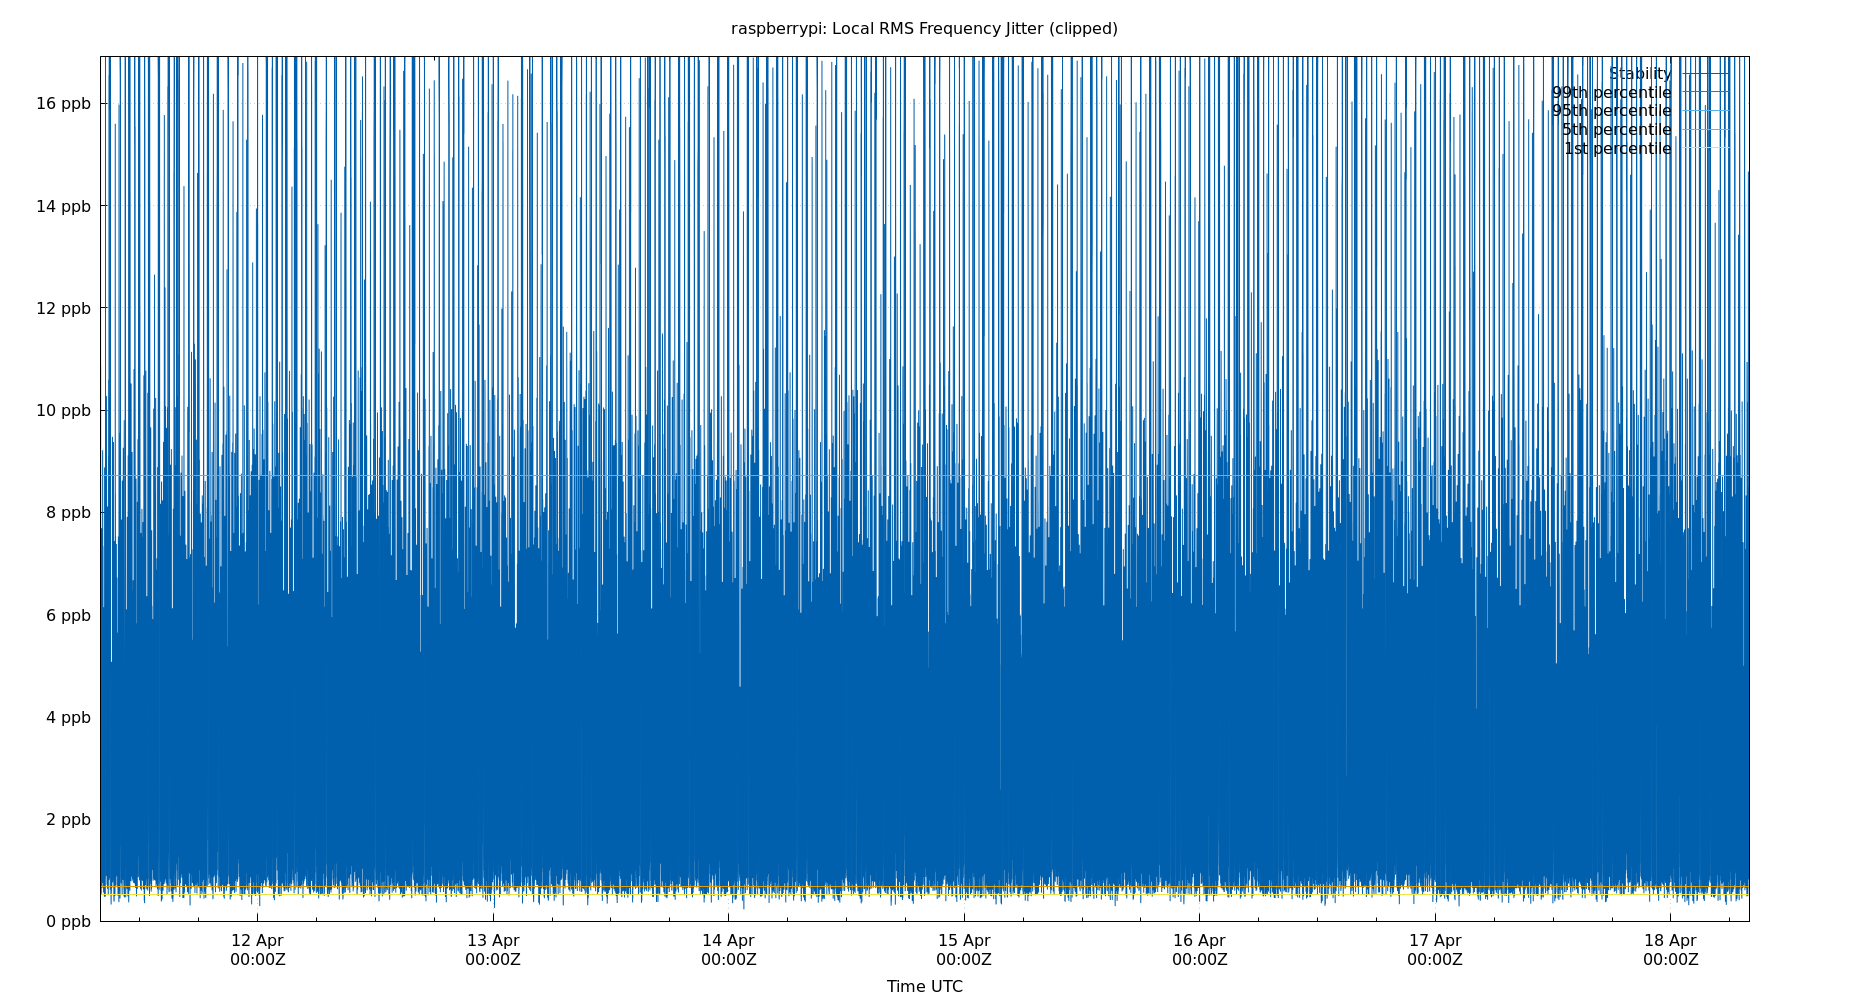 raspberrypi: Local RMS Frequency Jitter (clipped)
Stability
99th percentile
95th percentile
5th percentile
1st percentile
16 ppb
14 ppb
12 ppb
10 ppb
8 ppb
6 ppb
4 ppb
2 ppb
0 ppb
12 Apr 13 Apr 14 Apr 15 Apr 16 Apr 17 Apr 18 Apr
00:00Z 00:00Z 00:00Z 00:00Z 00:00Z 00:00Z 00:00Z
Time UTC